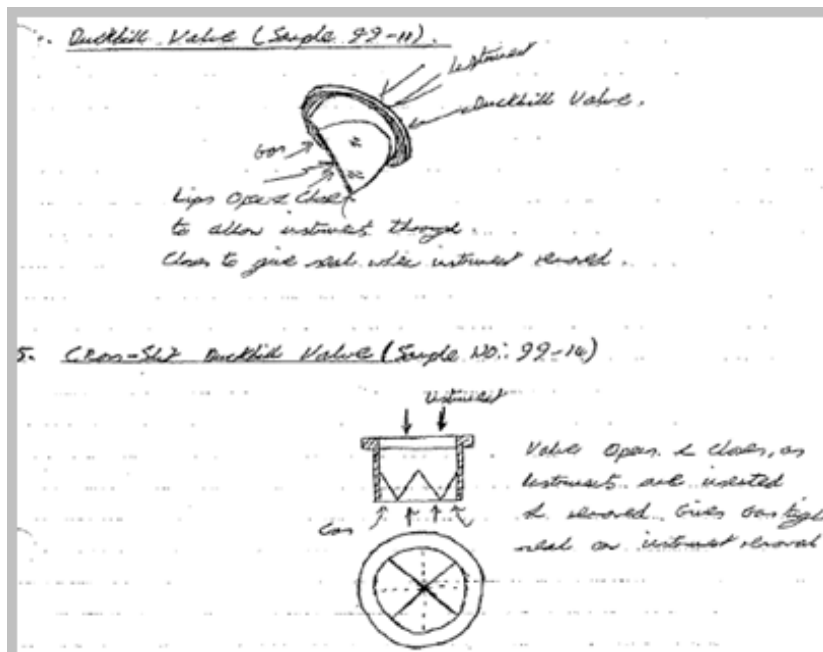 . Duckbill Valve (Sample 99-11).
Instrument
Duckbill Valve.
Gas
Lips Open & Close
to allow instrument through
Closes to give seal when instrument removed.
5. Cross-Slit Duckbill Valve (Sample NO: 99-14)
instrument
Valve Opens & Closes, as
instruments are inserted
& removed Gives Gas tight
seal on instrument removal
Gas